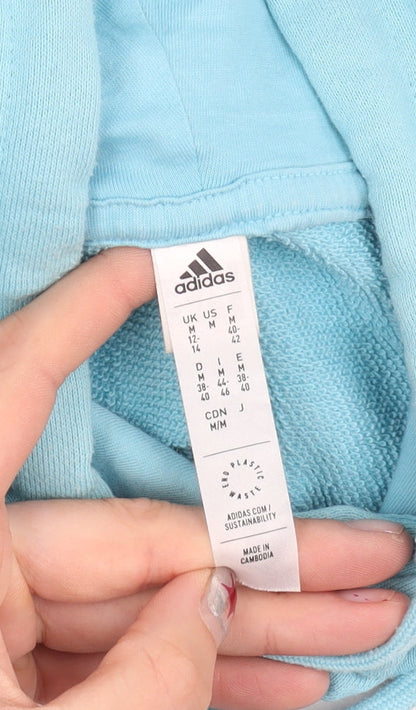 adidas
UK US F
M M M
12- 40-
14 42
D I E
M M M
38- 44- 38-
40 46 40
CDN J
M/M
END PLASTIC WASTE
ADIDAS.COM/
SUSTAINABILITY
MADE IN
CAMBODIA